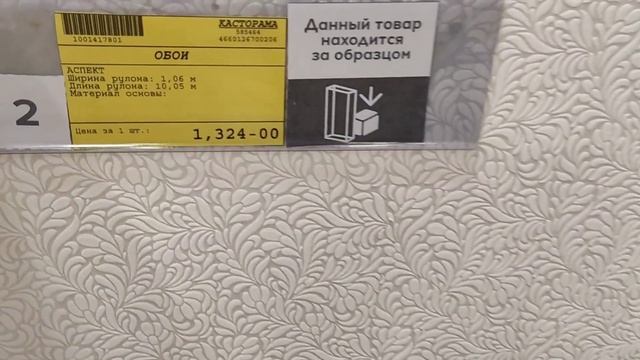 КАСТОРАМА
585464
1001417801
4660126700206
ОБОИ
АСПЕКТ
Ширина рулона: 1,06 м
Длина рулона: 10,05 м
Материал основы:
Цена за 1 шт.:
1,324-00
2
Данный товар
находится
за образцом